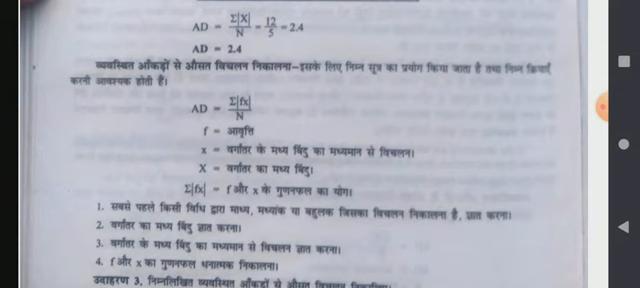 AD = Σ|X|/N = 12/5 = 2.4
AD = 2.4
व्यवस्थित आँकड़ों से औसत विचलन निकालना–इसके लिए निम्न सूत्र का प्रयोग किया जाता है तथा निम्न क्रियाएँ
करनी आवश्यक होती हैं।
AD = Σ|fx|/N
f = आवृत्ति
x = वर्गांतर के मध्य बिंदु का मध्यमान से विचलन।
X = वर्गांतर का मध्य बिंदु।
Σ|fx| = f और x के गुणनफल का योग।
1. सबसे पहले किसी विधि द्वारा माध्य, मध्यांक या बहुलक जिसका विचलन निकालना है, ज्ञात करना।
2. वर्गांतर का मध्य बिंदु ज्ञात करना।
3. वर्गांतर के मध्य बिंदु का मध्यमान से विचलन ज्ञात करना।
4. f और x का गुणनफल धनात्मक निकालना।
उदाहरण 3. निम्नलिखित व्यवस्थित आँकड़ों से औसत विचलन